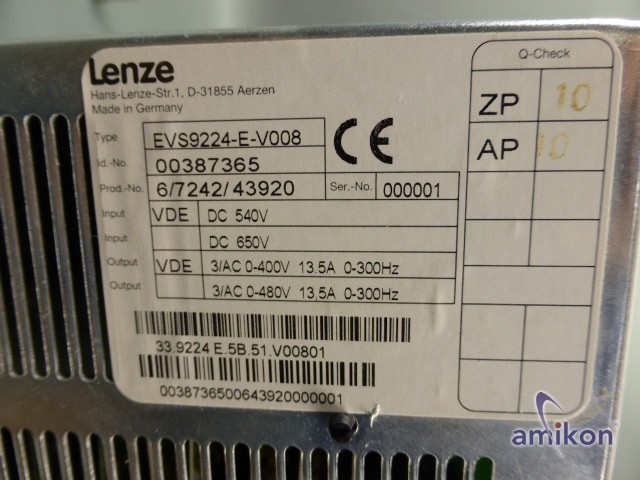 Lenze
Hans-Lenze-Str.1, D-31855 Aerzen
Made in Germany
Type EVS9224-E-V008
Id.-No. 00387365
Prod.-No. 6/7242/43920 Ser.-No. 000001
Input VDE DC 540V
Input DC 650V
Output VDE 3/AC 0-400V 13.5A 0-300Hz
Output 3/AC 0-480V 13.5A 0-300Hz
33.9224 E.5B.51.V00801
0038736500643920000001
CE
Q-Check
ZP 10
AP 10
amikon